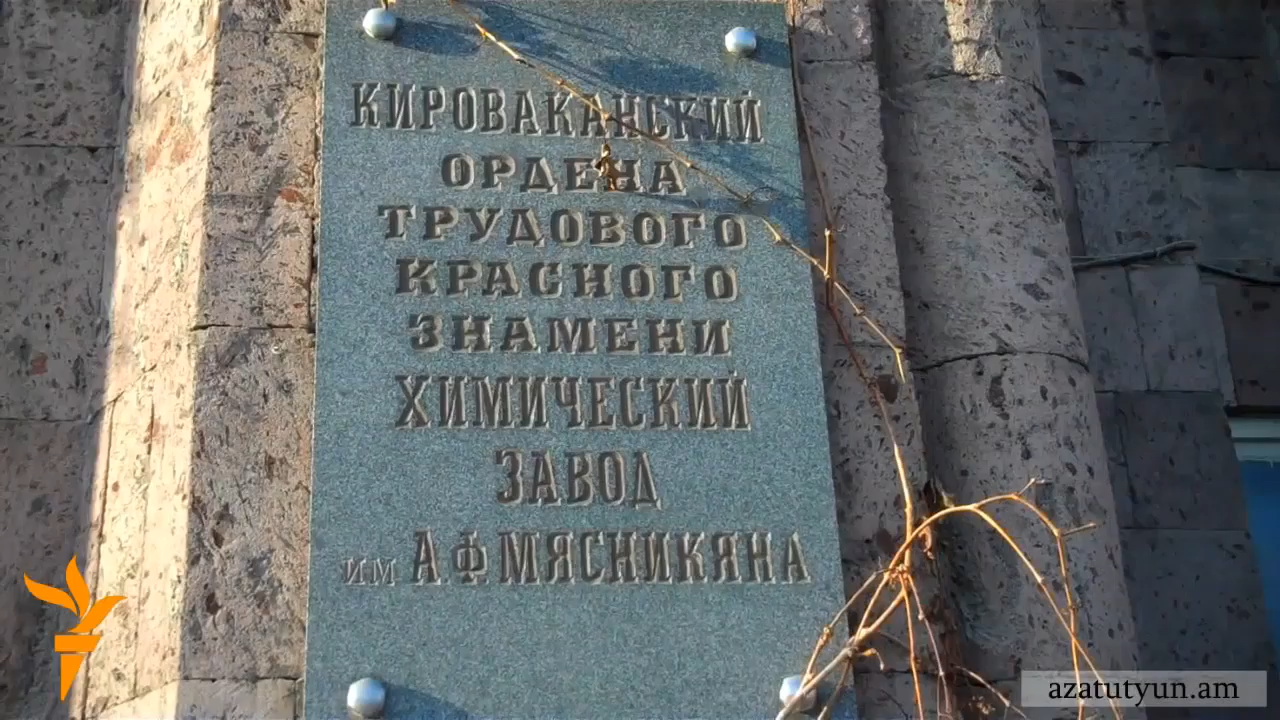 КИРОВАКАНСКИЙ
ОРДЕНА
ТРУДОВОГО
КРАСНОГО
ЗНАМЕНИ
ХИМИЧЕСКИЙ
ЗАВОД
ИМ А Ф МЯСНИКЯНА
azatutyun.am